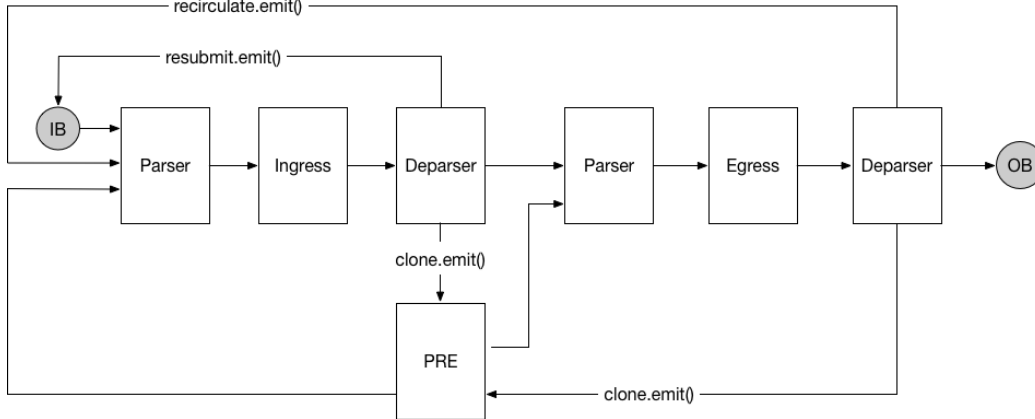 recirculate.emit()
resubmit.emit()
IB
Parser
Ingress
Deparser
Parser
Egress
Deparser
OB
clone.emit()
PRE
clone.emit()